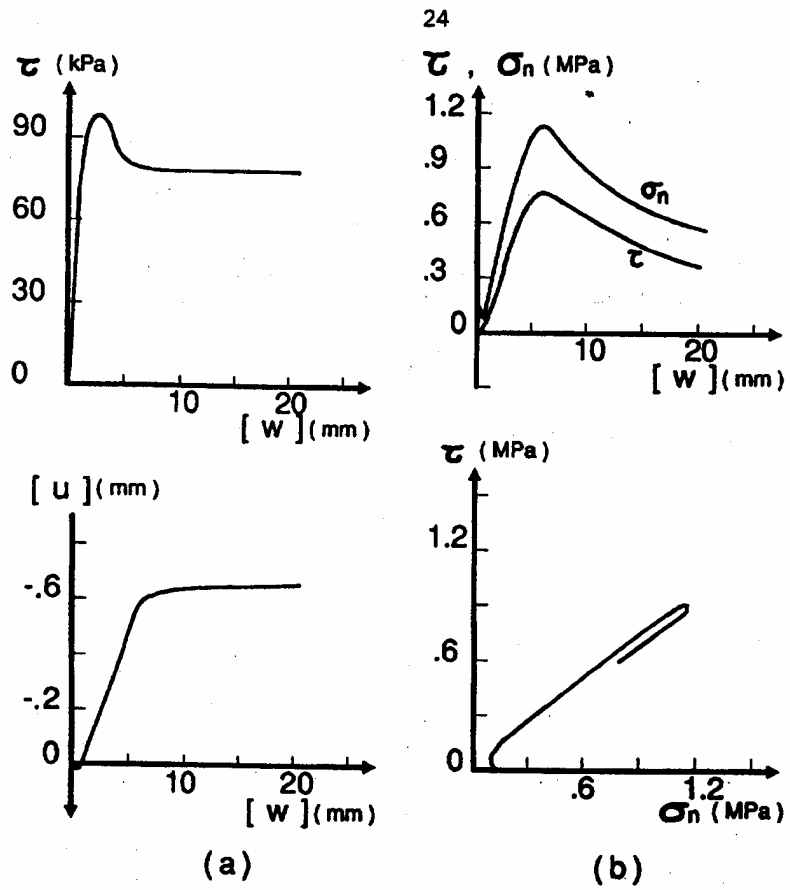 24
τ (kPa)
90
60
30
0
10 20
[ W ](mm)
τ , σn (MPa)
1.2
.9
.6
.3
0
σn
τ
10 20
[ W ](mm)
[ u ](mm)
-.6
-.2
0
10 20
[ W ](mm)
τ (MPa)
1.2
.6
0
.6 1.2
σn (MPa)
(a)
(b)